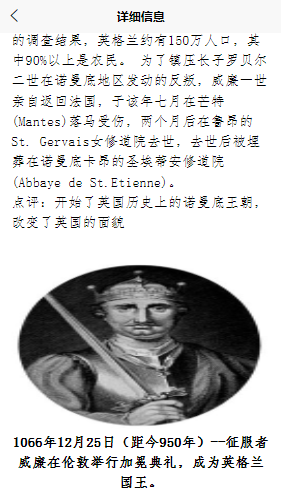 详细信息
的调查结果，英格兰约有150万人口，其
中90%以上是农民。 为了镇压长子罗贝尔
二世在诺曼底地区发动的反叛，威廉一世
亲自返回法国，于该年七月在芒特
(Mantes)落马受伤，两个月后在鲁昂的
St. Gervais女修道院去世，去世后被埋
葬在诺曼底卡昂的圣埃蒂安修道院
(Abbaye de St.Etienne)。
点评：开始了英国历史上的诺曼底王朝，
改变了英国的面貌
1066年12月25日（距今950年）--征服者
威廉在伦敦举行加冕典礼，成为英格兰
国王。